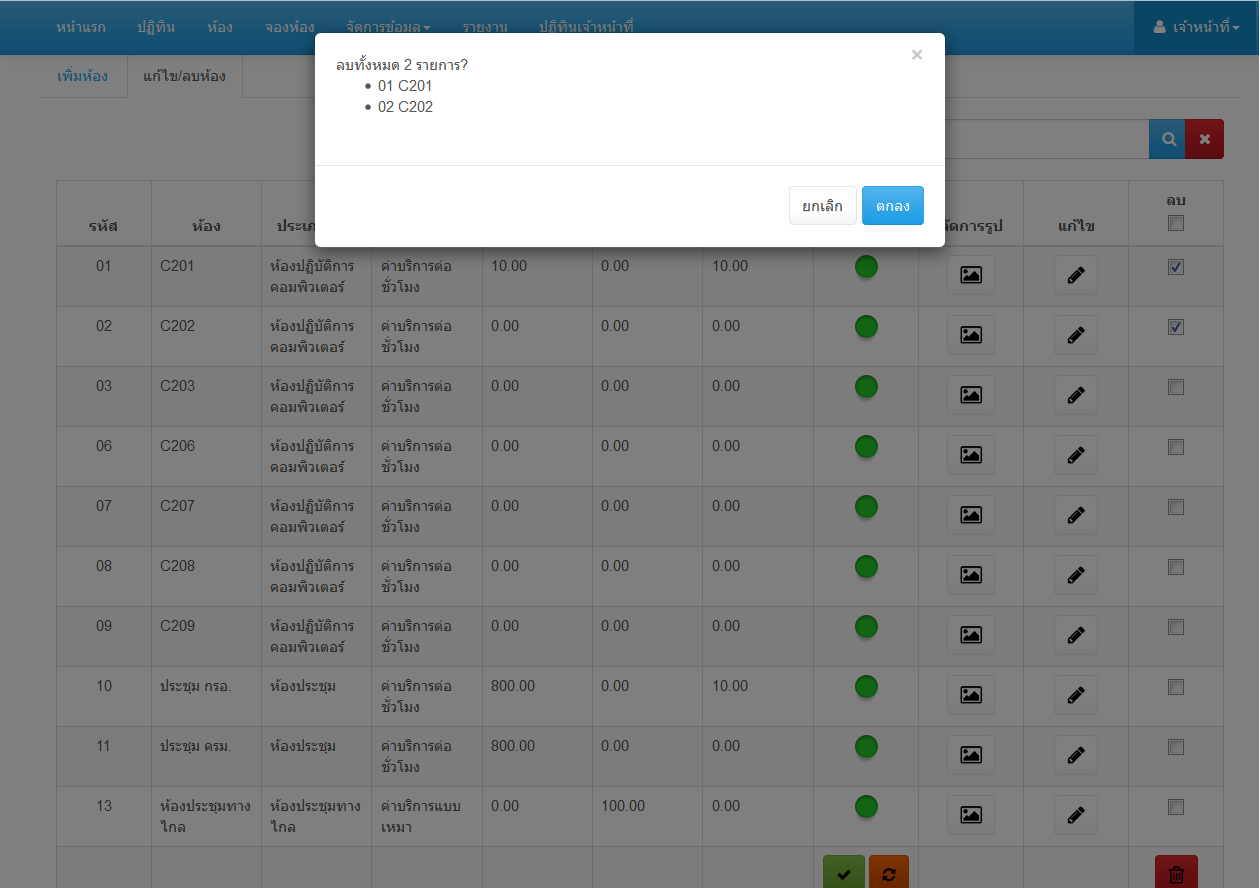 หน้าแรก ปฏิทิน ห้อง จองห้อง จัดการข้อมูล รายงาน ปฏิทินเจ้าหน้าที่ เจ้าหน้าที่
เพิ่มห้อง แก้ไข/ลบห้อง
ลบทั้งหมด 2 รายการ? ×
• 01 C201
• 02 C202
ยกเลิก ตกลง
ลบ
รหัส ห้อง จัดการรูป แก้ไข
01 C201 ห้องปฏิบัติการ ค่าบริการต่อ 10.00 0.00 10.00
คอมพิวเตอร์ ชั่วโมง
02 C202 ห้องปฏิบัติการ ค่าบริการต่อ 0.00 0.00 0.00
คอมพิวเตอร์ ชั่วโมง
03 C203 ห้องปฏิบัติการ ค่าบริการต่อ 0.00 0.00 0.00
คอมพิวเตอร์ ชั่วโมง
06 C206 ห้องปฏิบัติการ ค่าบริการต่อ 0.00 0.00 0.00
คอมพิวเตอร์ ชั่วโมง
07 C207 ห้องปฏิบัติการ ค่าบริการต่อ 0.00 0.00 0.00
คอมพิวเตอร์ ชั่วโมง
08 C208 ห้องปฏิบัติการ ค่าบริการต่อ 0.00 0.00 0.00
คอมพิวเตอร์ ชั่วโมง
09 C209 ห้องปฏิบัติการ ค่าบริการต่อ 0.00 0.00 0.00
คอมพิวเตอร์ ชั่วโมง
10 ประชุม กรอ. ห้องประชุม ค่าบริการต่อ 800.00 0.00 10.00
ชั่วโมง
11 ประชุม ครม. ห้องประชุม ค่าบริการต่อ 800.00 0.00 0.00
ชั่วโมง
13 ห้องประชุมทาง ห้องประชุมทาง ค่าบริการแบบ 0.00 100.00 0.00
ไกล ไกล เหมา